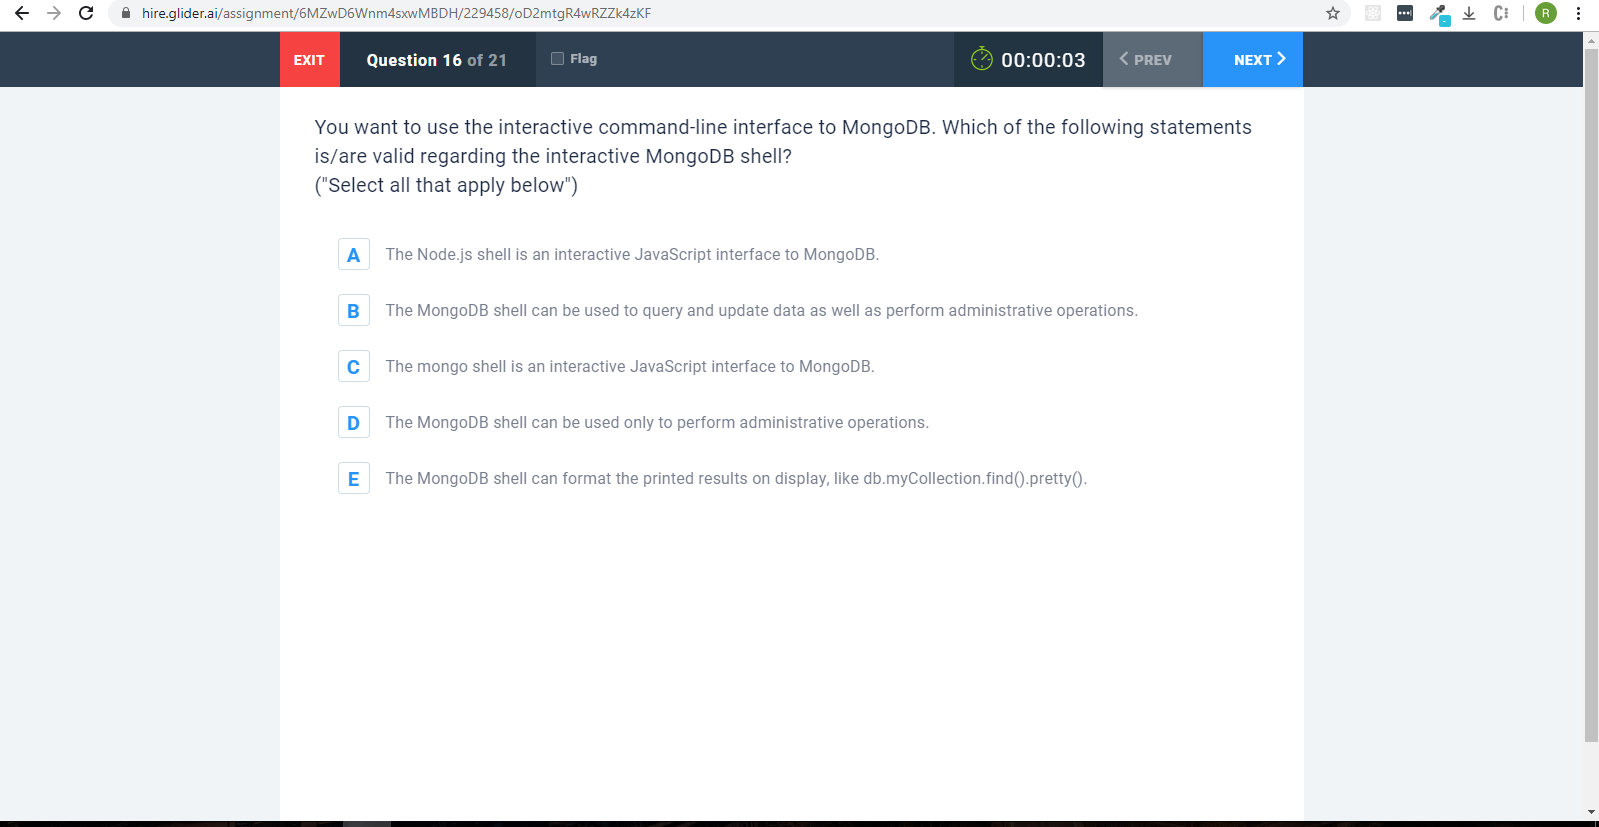 hire.glider.ai/assignment/6MZwD6Wnm4sxwMBDH/229458/oD2mtgR4wRZZk4zKF
R
EXIT
Question 16 of 21
Flag
00:00:03
PREV
NEXT
You want to use the interactive command-line interface to MongoDB. Which of the following statements
is/are valid regarding the interactive MongoDB shell?
("Select all that apply below")
A The Node.js shell is an interactive JavaScript interface to MongoDB.
B The MongoDB shell can be used to query and update data as well as perform administrative operations.
C The mongo shell is an interactive JavaScript interface to MongoDB.
D The MongoDB shell can be used only to perform administrative operations.
E The MongoDB shell can format the printed results on display, like db.myCollection.find().pretty().